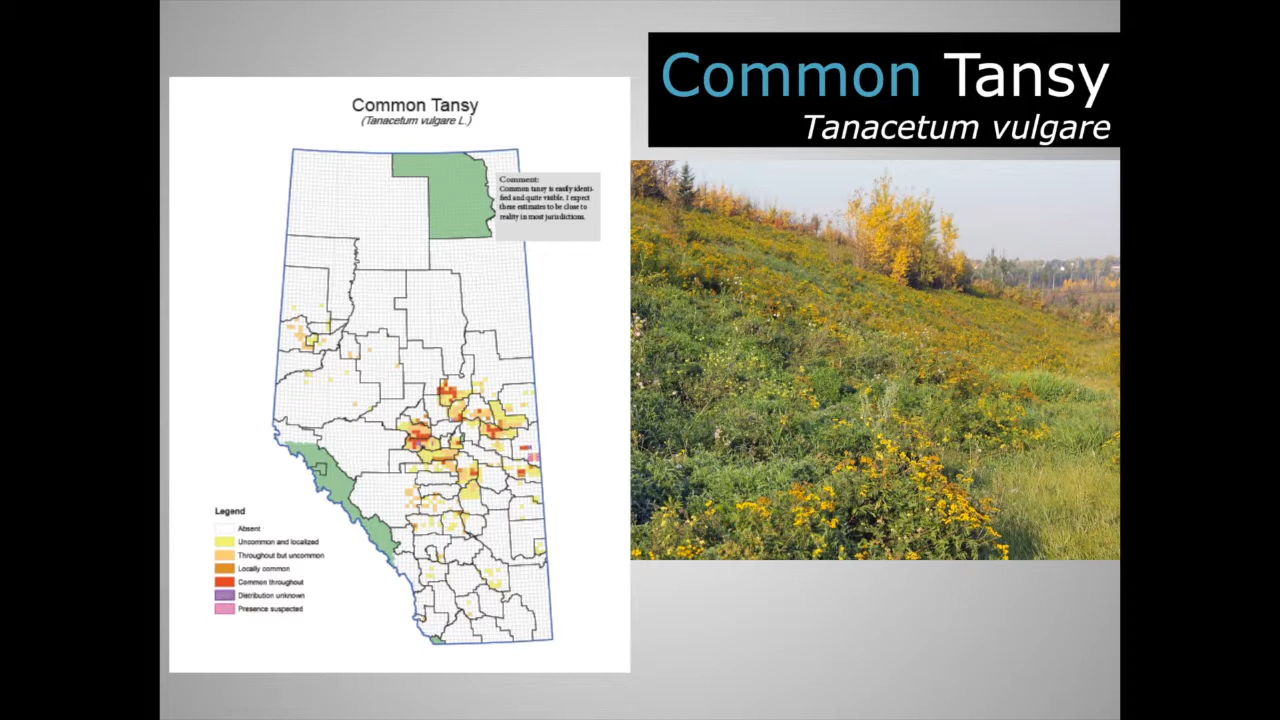 Common Tansy
Tanacetum vulgare
Common Tansy
(Tanacetum vulgare L.)
Comment:
Common tansy is easily identi-
fied and quite visible. I expect
these estimates to be close to
reality in most jurisdictions.
Legend
Absent
Uncommon and localized
Throughout but uncommon
Locally common
Common throughout
Distribution unknown
Presence suspected